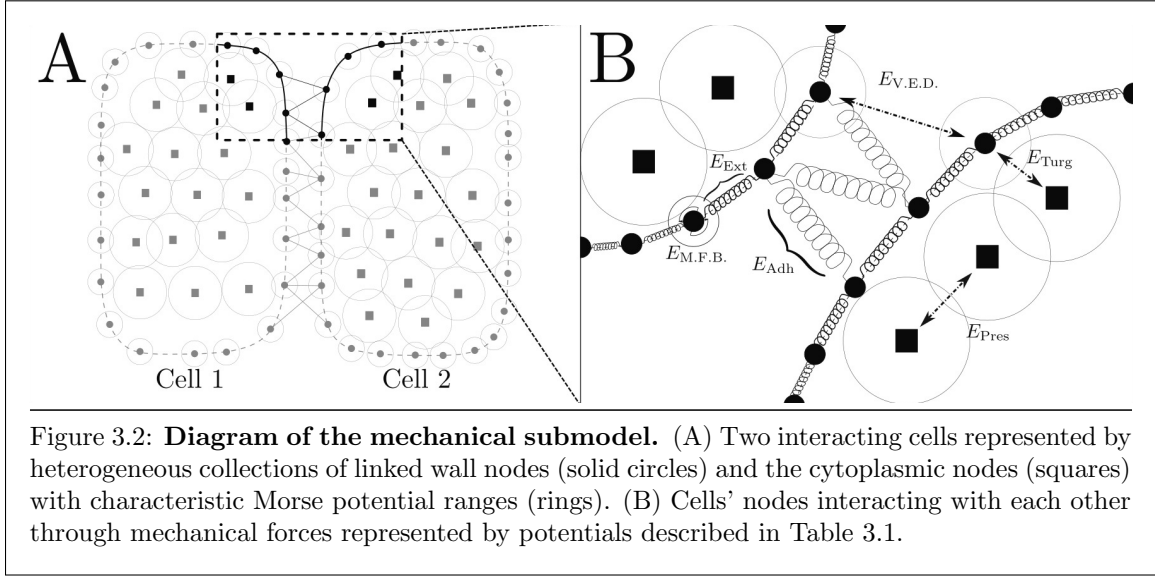 A
B
E_V.E.D.
E_Turg
E_Ext
E_M.F.B.
E_Adh
E_Pres
Cell 1
Cell 2
Figure 3.2: Diagram of the mechanical submodel. (A) Two interacting cells represented by
heterogeneous collections of linked wall nodes (solid circles) and the cytoplasmic nodes (squares)
with characteristic Morse potential ranges (rings). (B) Cells' nodes interacting with each other
through mechanical forces represented by potentials described in Table 3.1.